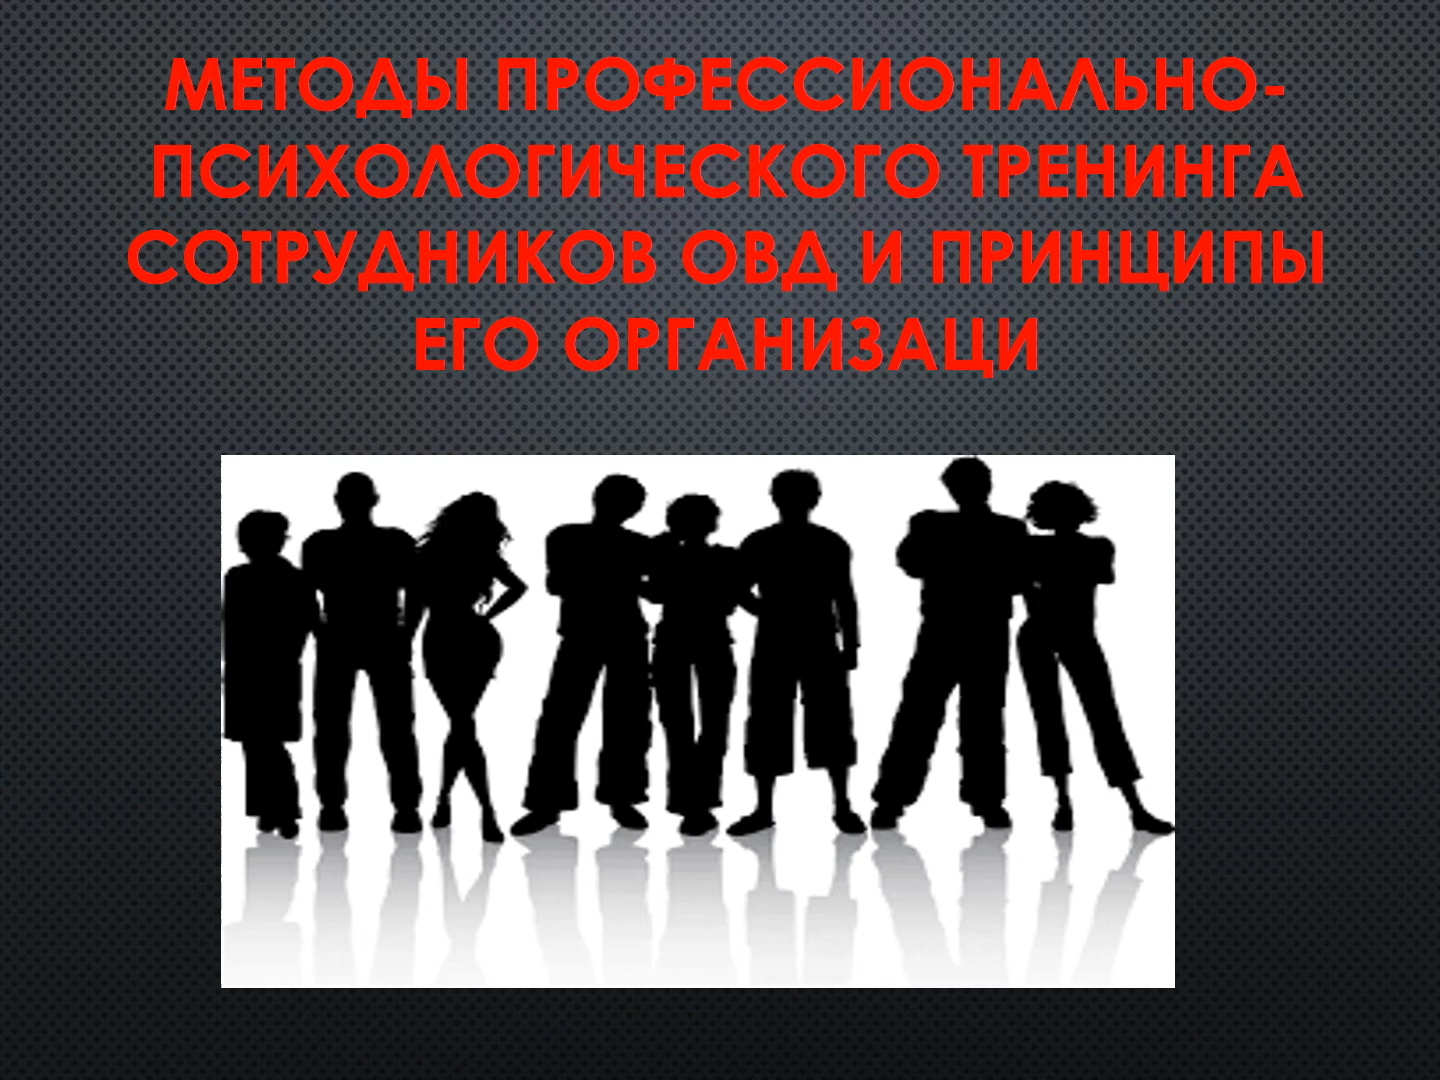 МЕТОДЫ ПРОФЕССИОНАЛЬНО-
ПСИХОЛОГИЧЕСКОГО ТРЕНИНГА
СОТРУДНИКОВ ОВД И ПРИНЦИПЫ
ЕГО ОРГАНИЗАЦИ